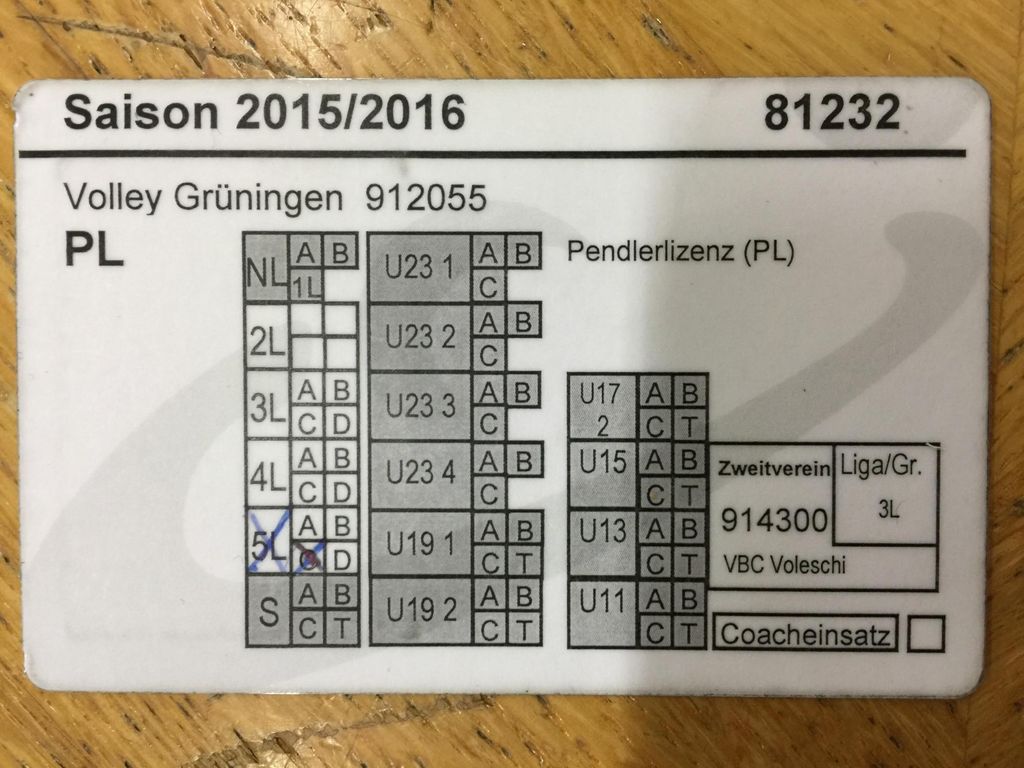 Saison 2015/2016 81232
Volley Grüningen 912055
PL
NL A B
1L
2L
3L A B
C D
4L A B
C D
5L A B
C D
S A B
C T
U23 1 A B
C
U23 2 A B
C
U23 3 A B
C
U23 4 A B
C
U19 1 A B
C T
U19 2 A B
C T
Pendlerlizenz (PL)
U17 A B
2 C T
U15 A B
C T
U13 A B
C T
U11 A B
C T
Zweitverein Liga/Gr.
914300 3L
VBC Voleschi
Coacheinsatz